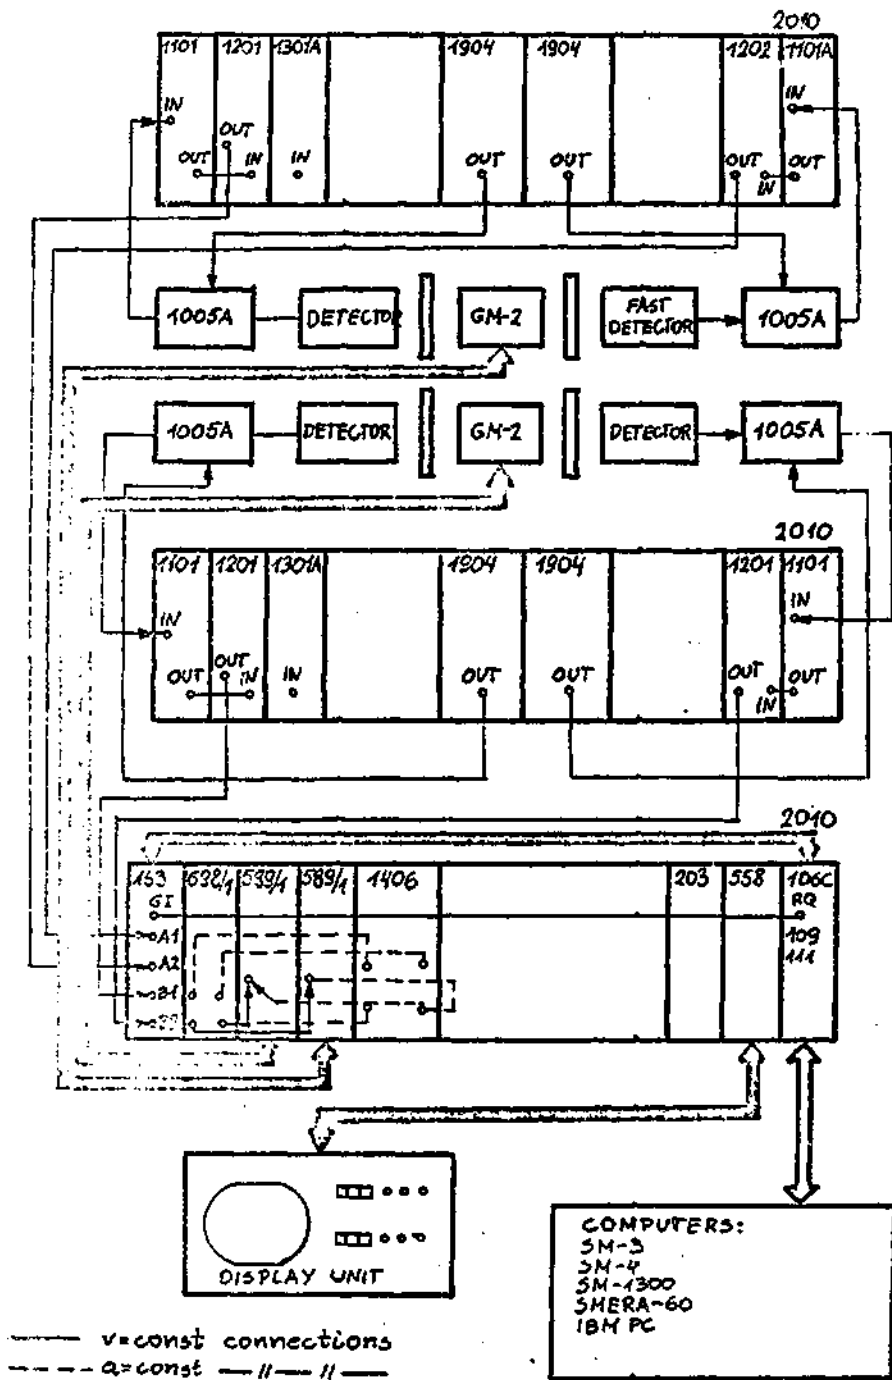 2010
1101 1201 1301A 1904 1904 1202 1101A
IN IN
OUT
OUT IN IN OUT OUT OUT IN OUT
1005A DETECTOR GM-2 FAST DETECTOR 1005A
1005A DETECTOR GM-2 DETECTOR 1005A
2010
1101 1201 1301A 1904 1904 1201 1101
IN IN
OUT
OUT IN IN OUT OUT OUT IN OUT
2010
153 632/1 589/1 1406 203 558 106C
GI RQ
A1 109
A2 111
B1
DISPLAY UNIT
COMPUTERS:
SM-3
SM-4
SM-1300
SMERA-60
IBM PC
v=const connections
a=const — // — // —